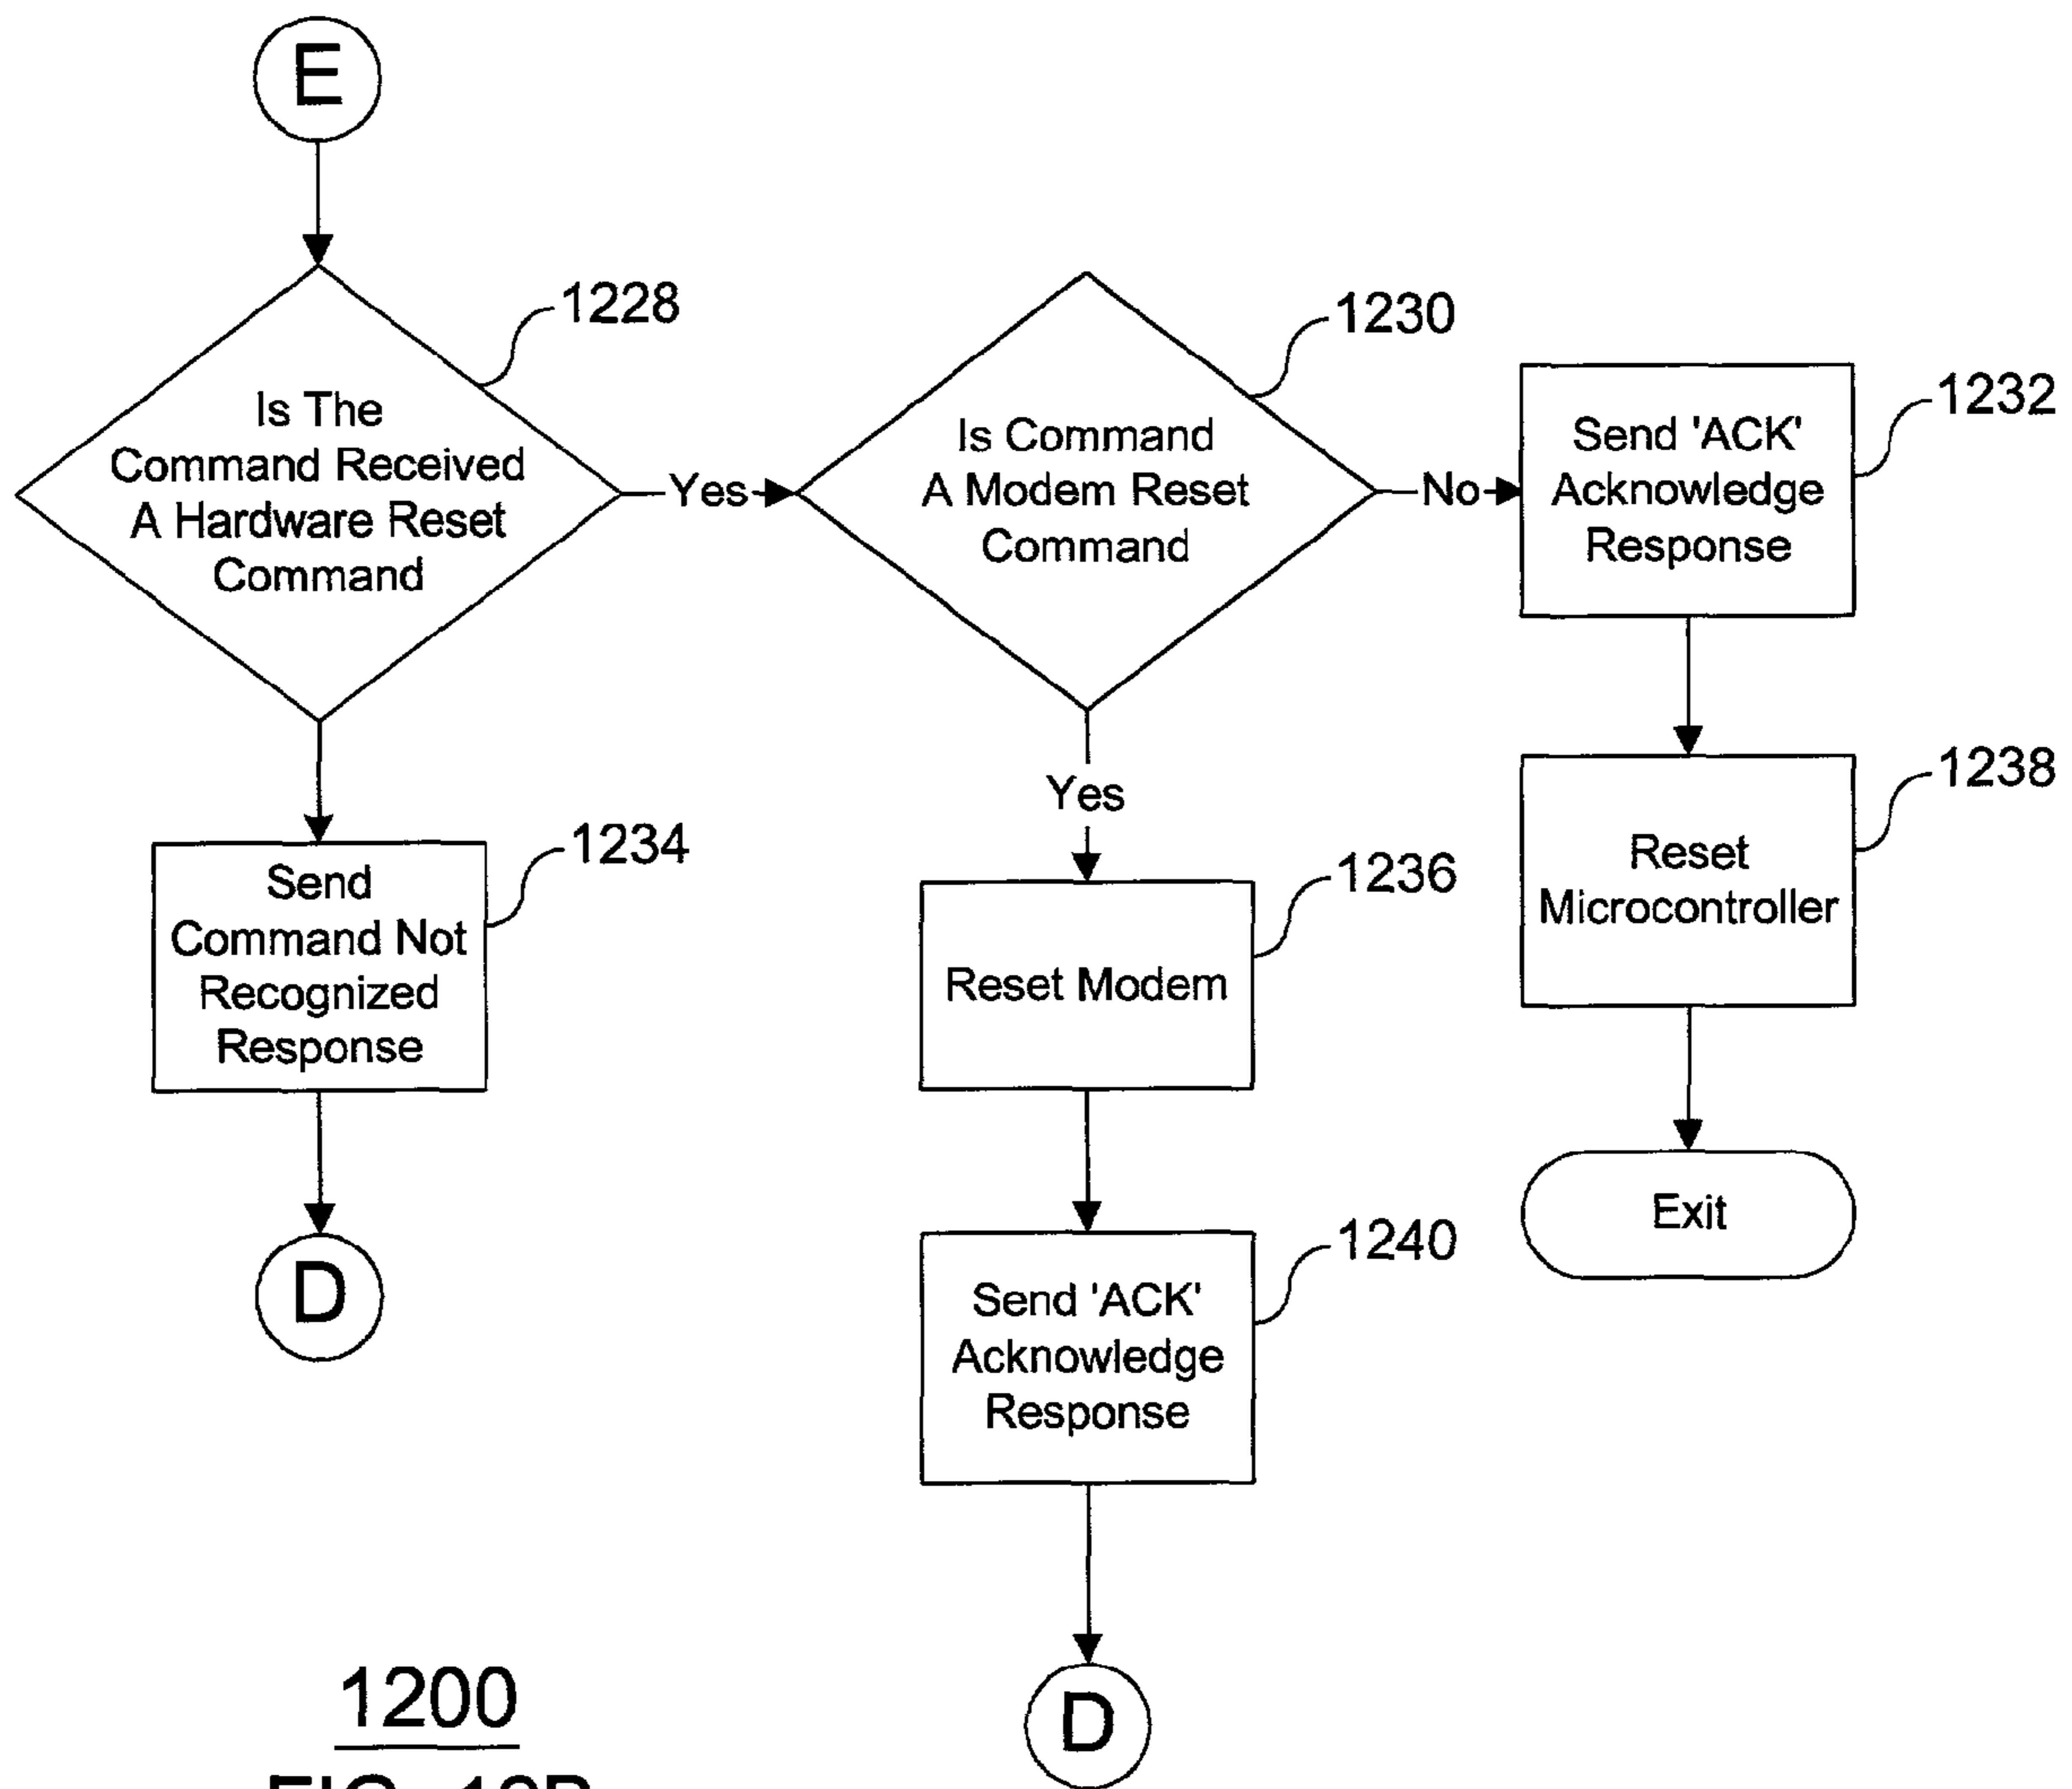 E
1228
Is The
Command Received
A Hardware Reset
Command
Yes
1230
Is Command
A Modem Reset
Command
No
1232
Send 'ACK'
Acknowledge
Response
1238
Reset
Microcontroller
Exit
Yes
1234
Send
Command Not
Recognized
Response
D
1236
Reset Modem
1240
Send 'ACK'
Acknowledge
Response
D
1200